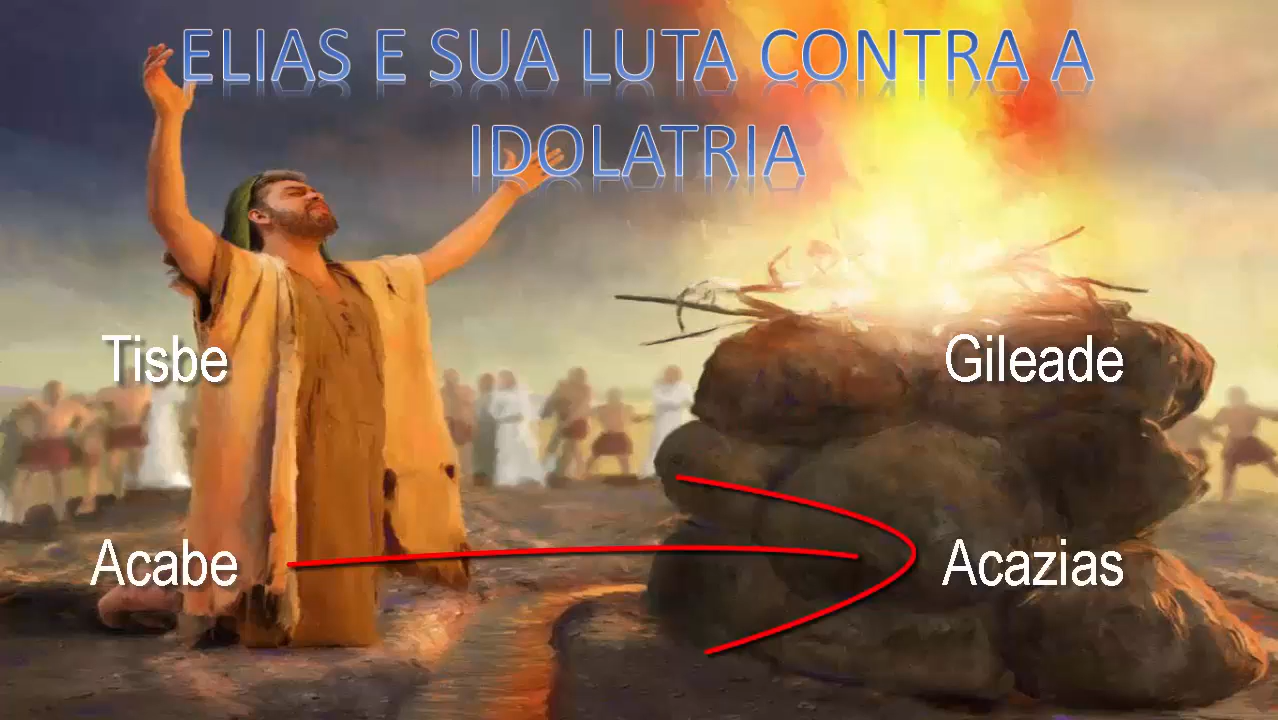 ELIAS E SUA LUTA CONTRA A
IDOLATRIA
Tisbe
Gileade
Acabe
Acazias